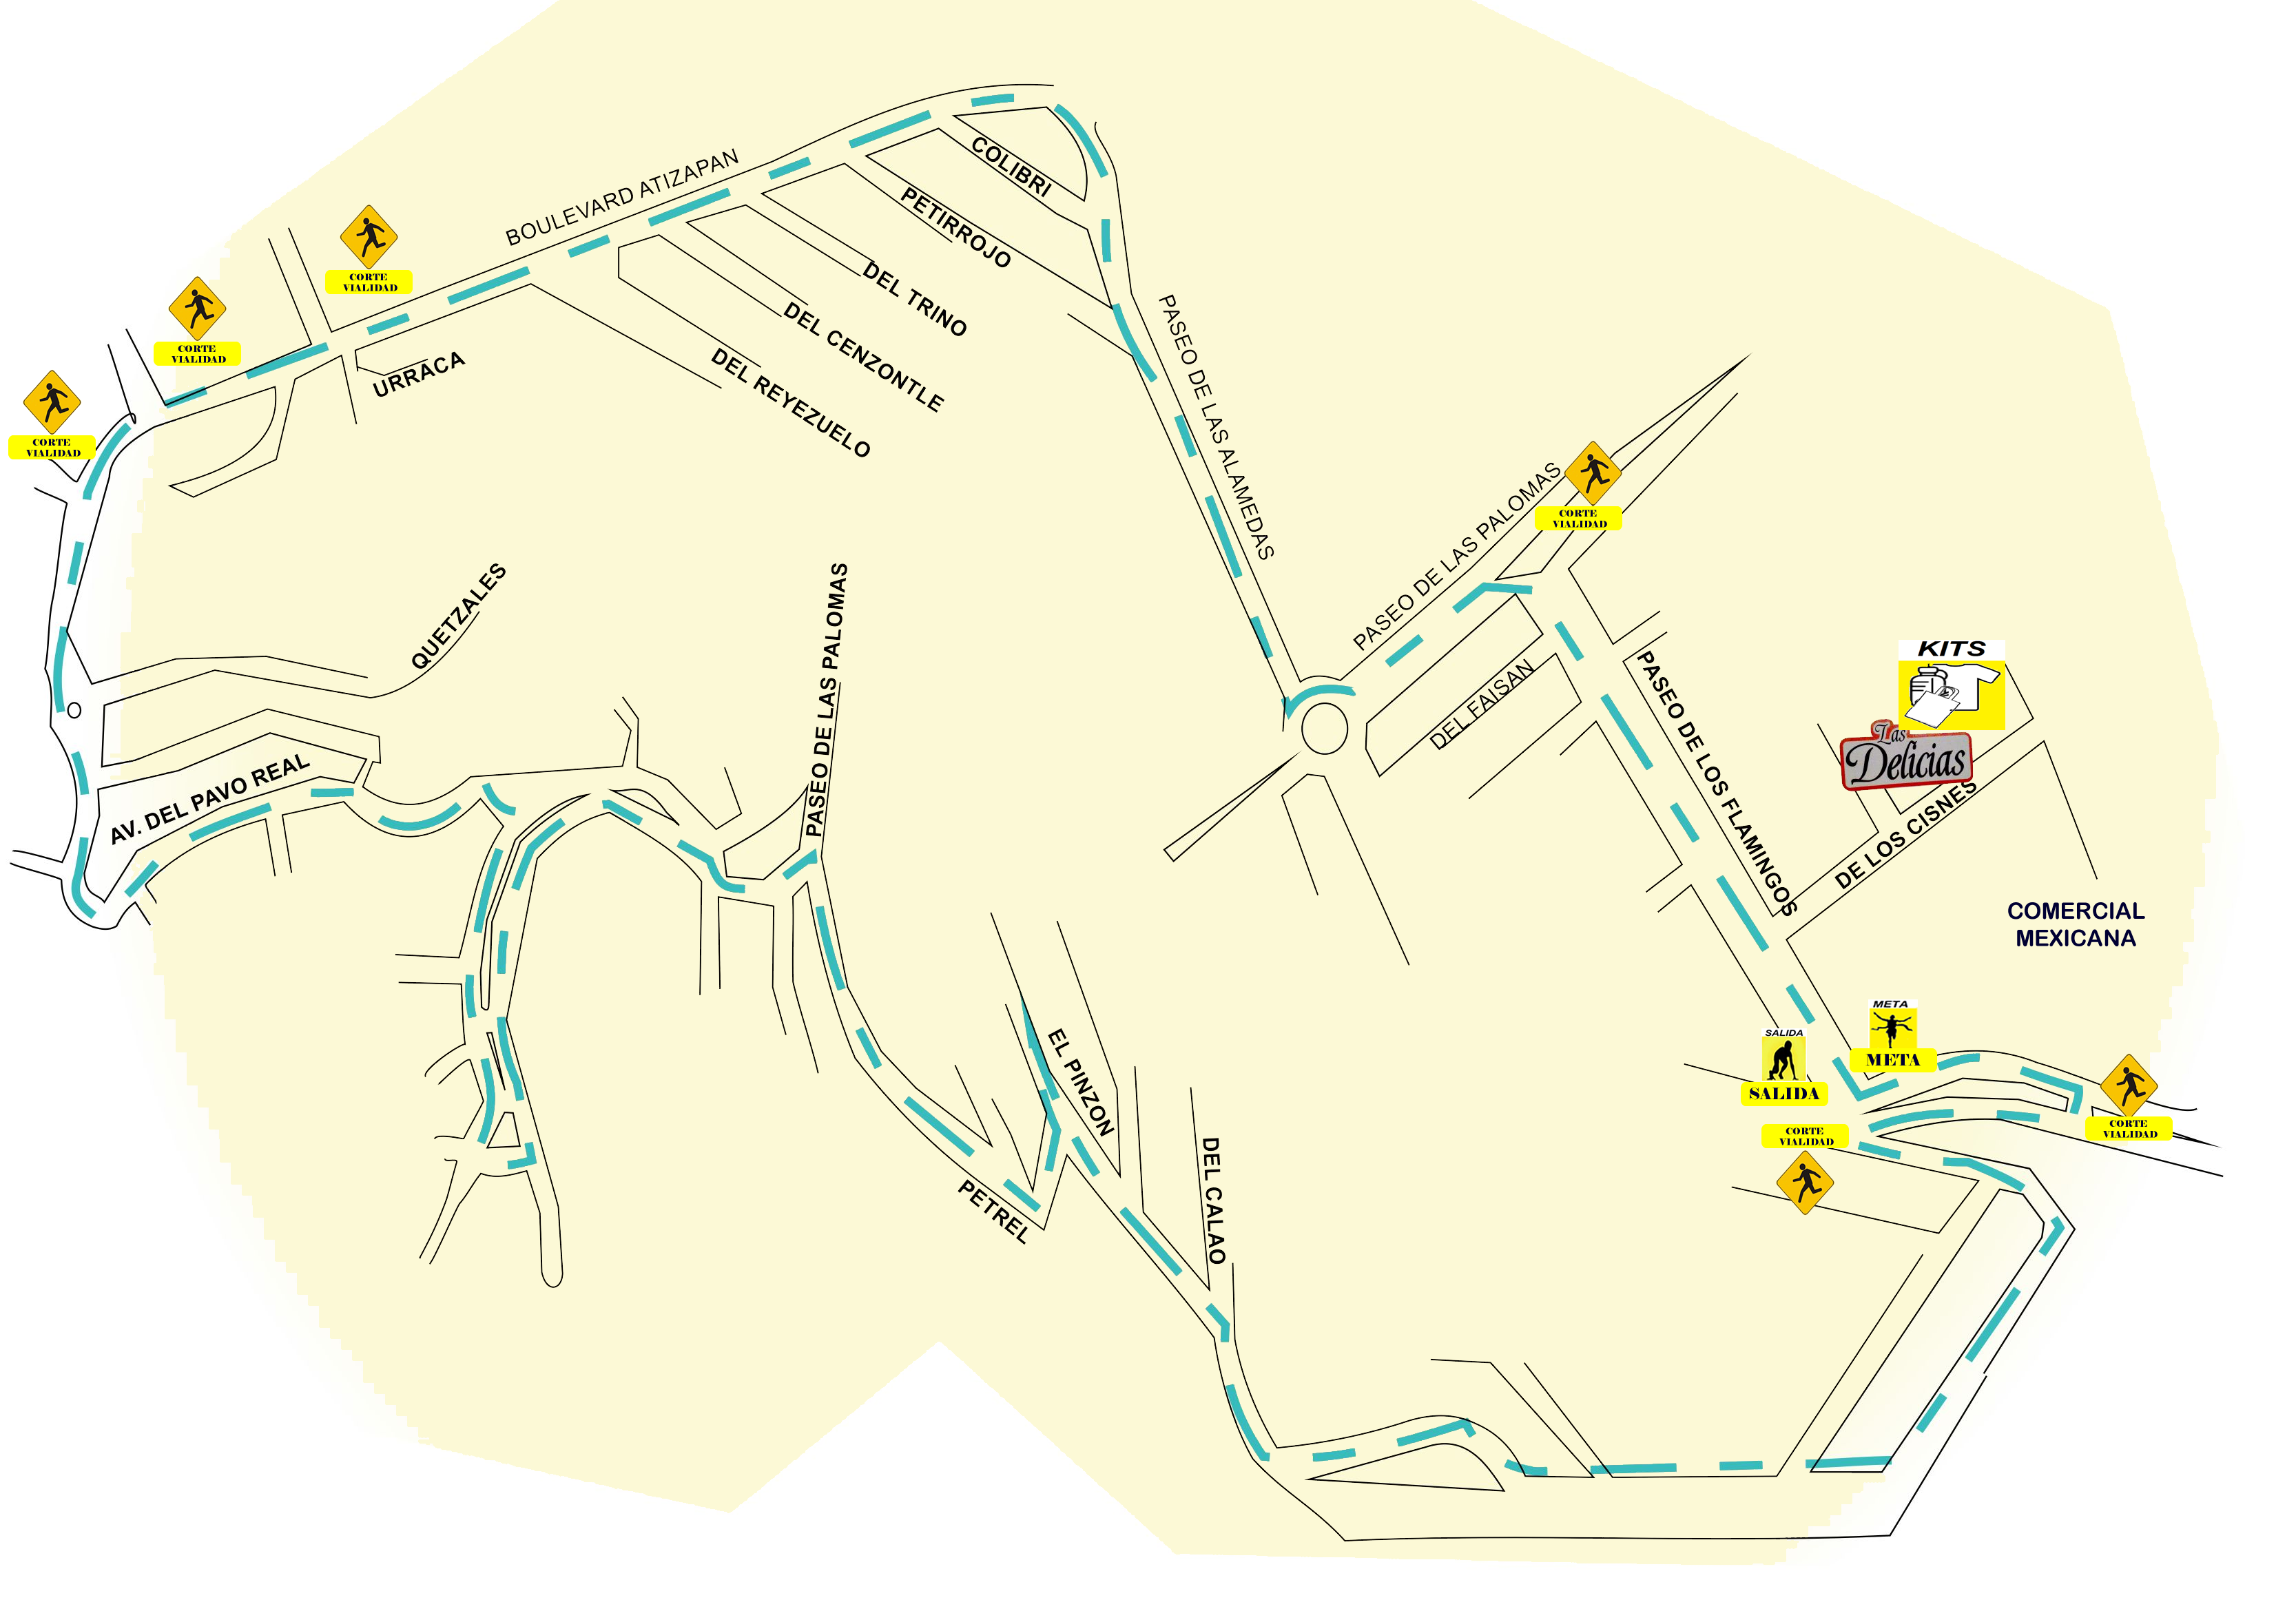 BOULEVARD ATIZAPAN
COLIBRI
PETIRROJO
DEL TRINO
DEL CENZONTLE
DEL REYEZUELO
URRACA
CORTE
VIALIDAD
CORTE
VIALIDAD
CORTE
VIALIDAD
PASEO DE LAS ALAMEDAS
PASEO DE LAS PALOMAS
CORTE
VIALIDAD
DEL FAISAN
QUETZALES
PASEO DE LAS PALOMAS
AV. DEL PAVO REAL
PASEO DE LOS FLAMINGOS
KITS
Las
Delicias
DE LOS CISNES
COMERCIAL
MEXICANA
META
META
SALIDA
SALIDA
CORTE
VIALIDAD
CORTE
VIALIDAD
EL PINZON
PETREL
DEL CALAO